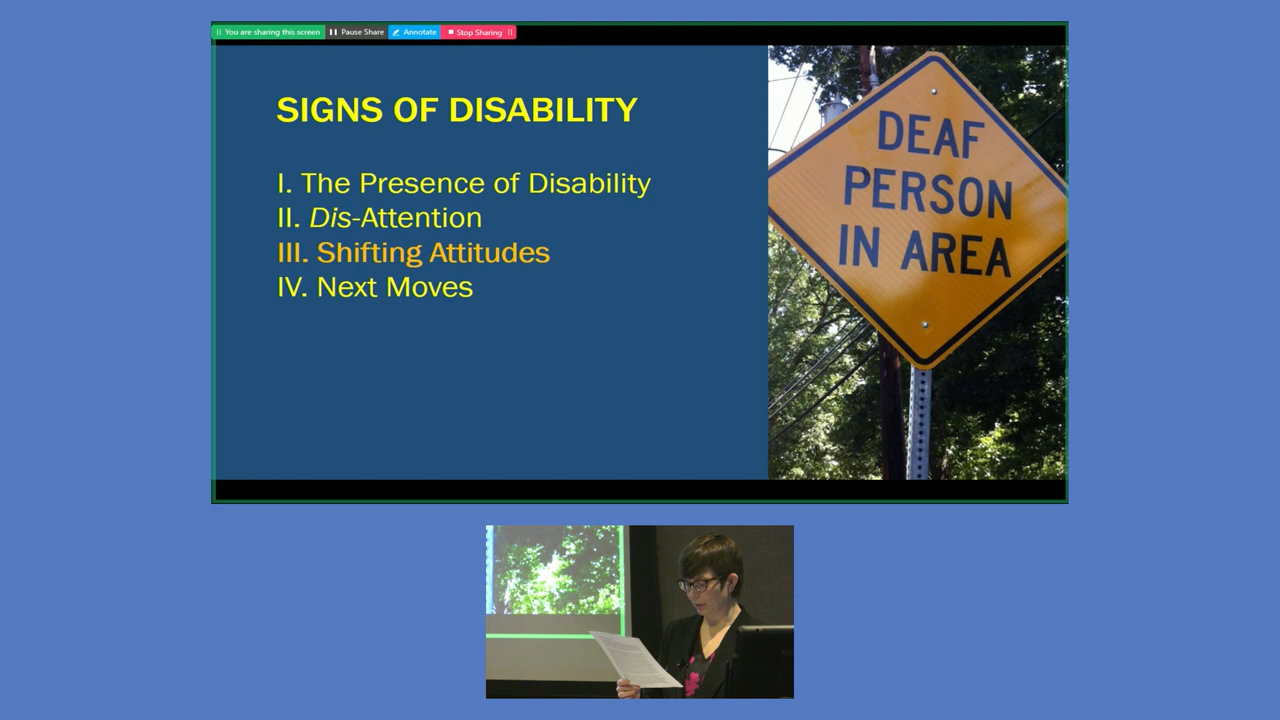 You are sharing this screen
Pause Share
Annotate
Stop Sharing
SIGNS OF DISABILITY
I. The Presence of Disability
II. Dis-Attention
III. Shifting Attitudes
IV. Next Moves
DEAF
PERSON
IN AREA